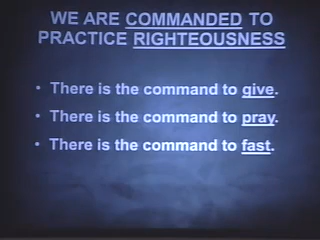 WE ARE COMMANDED TO
PRACTICE RIGHTEOUSNESS
• There is the command to give.
• There is the command to pray.
• There is the command to fast.